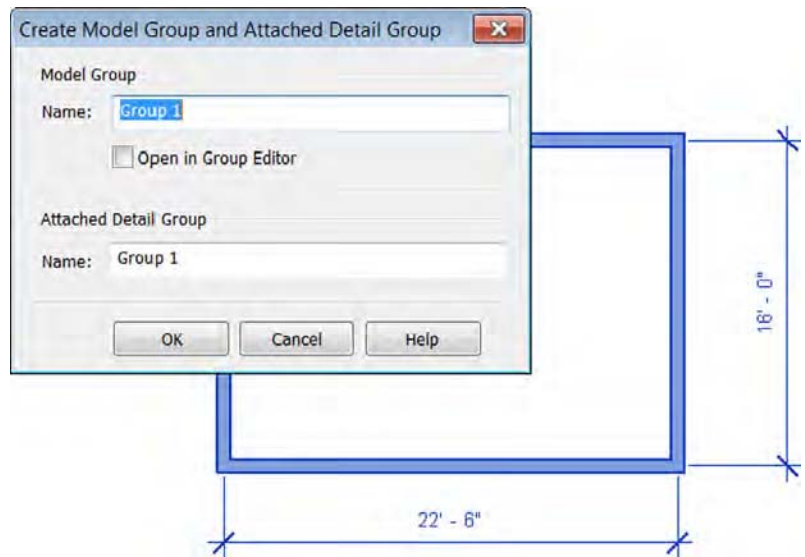 Create Model Group and Attached Detail Group
Model Group
Name: Group 1
Open in Group Editor
Attached Detail Group
Name: Group 1
OK Cancel Help
16' - 0"
22' - 6"